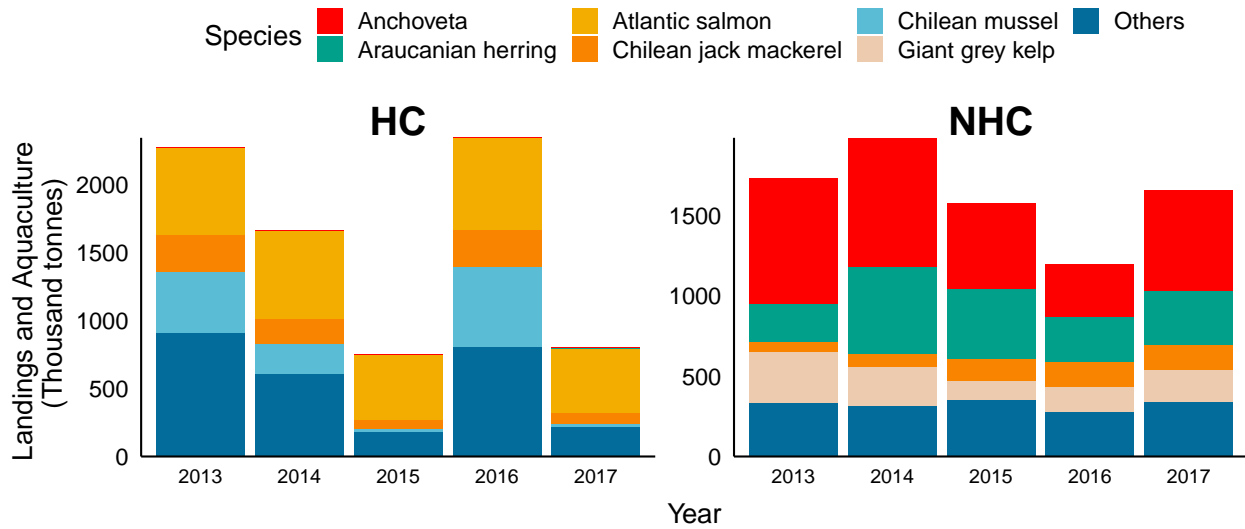 Species
Anchoveta
Atlantic salmon
Chilean mussel
Others
Araucanian herring
Chilean jack mackerel
Giant grey kelp
HC
NHC
Landings and Aquaculture
(Thousand tonnes)
2000
1500
1000
500
0
1500
1000
500
0
2013 2014 2015 2016 2017
2013 2014 2015 2016 2017
Year